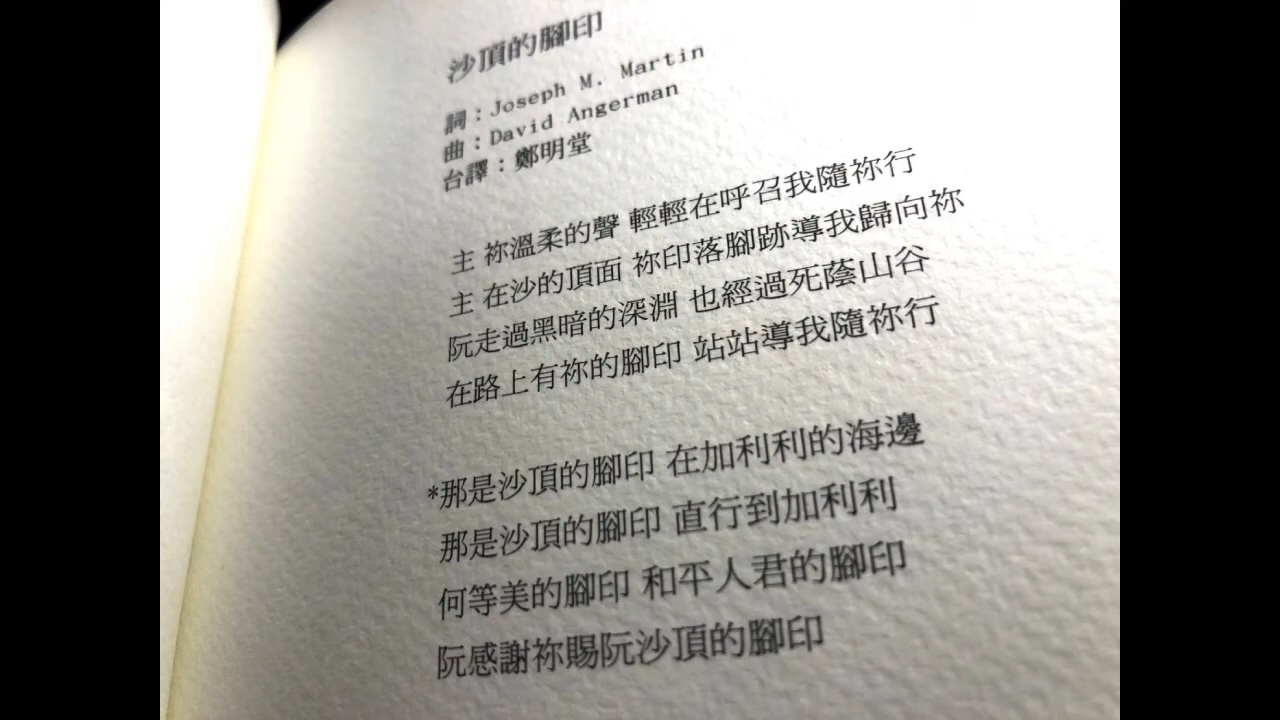 沙頂的腳印
詞：Joseph M. Martin
曲：David Angerman
台譯：鄭明堂
主 祢溫柔的聲 輕輕在呼召我隨祢行
主 在沙的頂面 祢印落腳跡導我歸向祢
阮走過黑暗的深淵 也經過死蔭山谷
在路上有祢的腳印 站站導我隨祢行
*那是沙頂的腳印 在加利利的海邊
那是沙頂的腳印 直行到加利利
何等美的腳印 和平人君的腳印
阮感謝祢賜阮沙頂的腳印